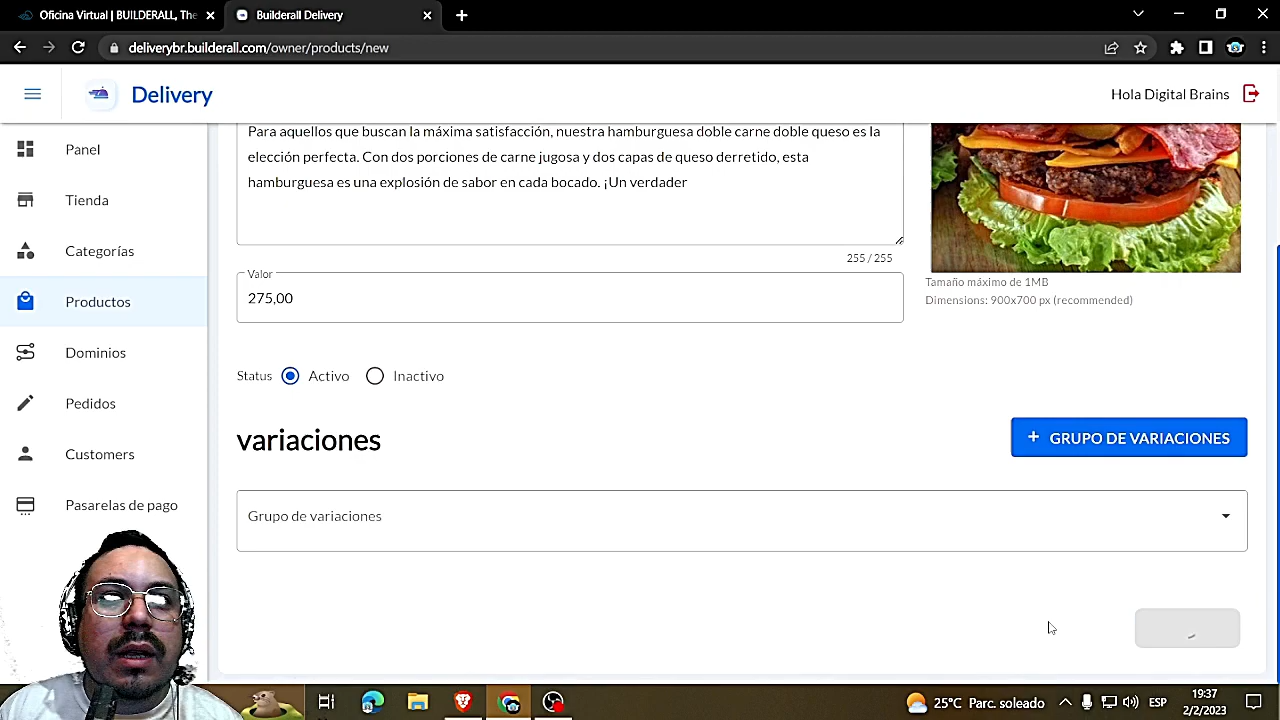 Oficina Virtual | BUILDERALL, The
Builderall Delivery
deliverybr.builderall.com/owner/products/new
Delivery
Hola Digital Brains
Panel
Tienda
Categorías
Productos
Dominios
Pedidos
Customers
Pasarelas de pago
Para aquellos que buscan la máxima satisfacción, nuestra hamburguesa doble carne doble queso es la
elección perfecta. Con dos porciones de carne jugosa y dos capas de queso derretido, esta
hamburguesa es una explosión de sabor en cada bocado. ¡Un verdader
255 / 255
Tamaño máximo de 1MB
Dimensions: 900x700 px (recommended)
Valor
275,00
Status
Activo
Inactivo
variaciones
+ GRUPO DE VARIACIONES
Grupo de variaciones
25°C Parc. soleado
ESP
19:37
2/2/2023